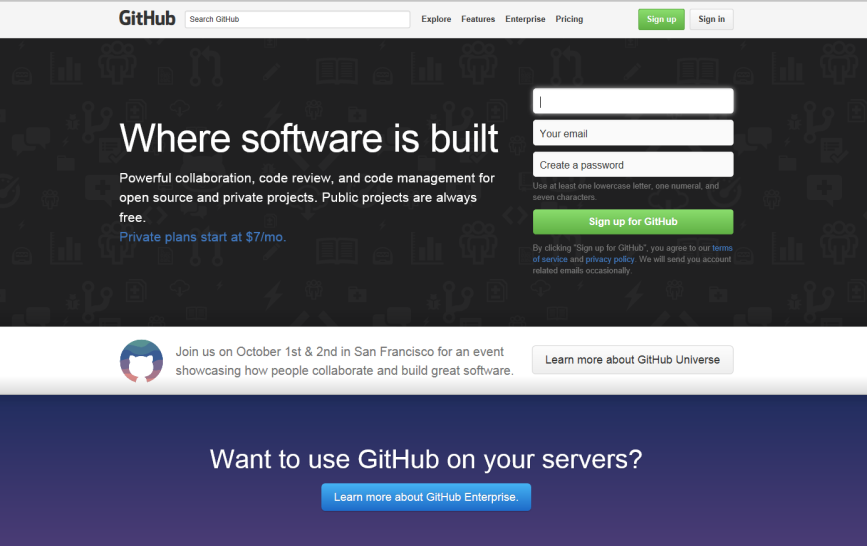 GitHub
Search GitHub
Explore
Features
Enterprise
Pricing
Sign up
Sign in
Where software is built
Powerful collaboration, code review, and code management for
open source and private projects. Public projects are always
free.
Private plans start at $7/mo.
Your email
Create a password
Use at least one lowercase letter, one numeral, and
seven characters.
Sign up for GitHub
By clicking "Sign up for GitHub", you agree to our terms
of service and privacy policy. We will send you account
related emails occasionally.
Join us on October 1st & 2nd in San Francisco for an event
showcasing how people collaborate and build great software.
Learn more about GitHub Universe
Want to use GitHub on your servers?
Learn more about GitHub Enterprise.